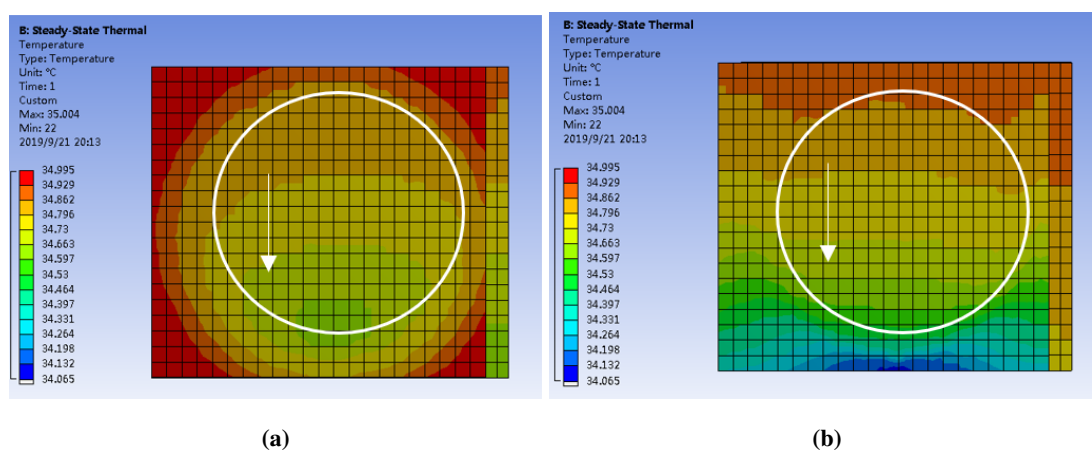 B: Steady-State Thermal
Temperature
Type: Temperature
Unit: °C
Time: 1
Custom
Max: 35.004
Min: 22
2019/9/21 20:13
34.995
34.929
34.862
34.796
34.73
34.663
34.597
34.53
34.464
34.397
34.331
34.264
34.198
34.132
34.065
(a)
B: Steady-State Thermal
Temperature
Type: Temperature
Unit: °C
Time: 1
Custom
Max: 35.004
Min: 22
2019/9/21 20:13
34.995
34.929
34.862
34.796
34.73
34.663
34.597
34.53
34.464
34.397
34.331
34.264
34.198
34.132
34.065
(b)